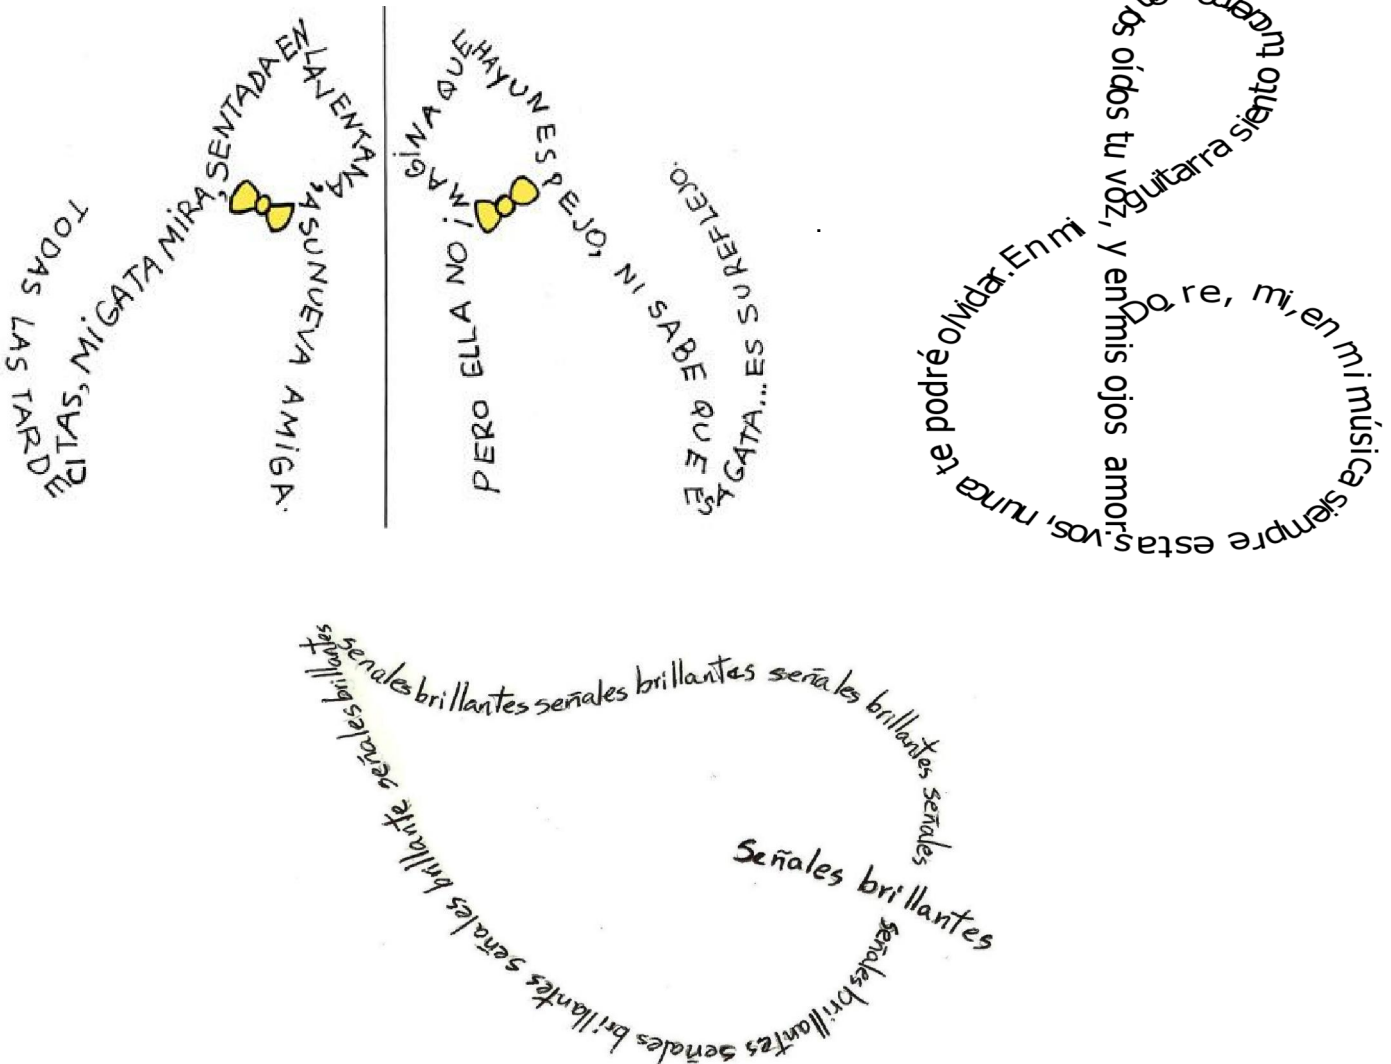 TODAS LAS TARDECITAS, MI GATA MIRA, SENTADA EN LA VENTANA, A SU NUEVA AMIGA.
PERO ELLA NO IMAGINA QUE HAY UN ESPEJO, NI SABE QUE ESA GATA... ES SU REFLEJO.
Do, re, mi, en mi música siempre estas vos, nunca te podré olvidar. En mi guitarra siento tu
oídos tu voz, y en mis ojos amor.
señales brillantes señales brillantes señales brillantes señales
Señales brillantes
señales brillantes señales brillantes señales brillante señales brillantes